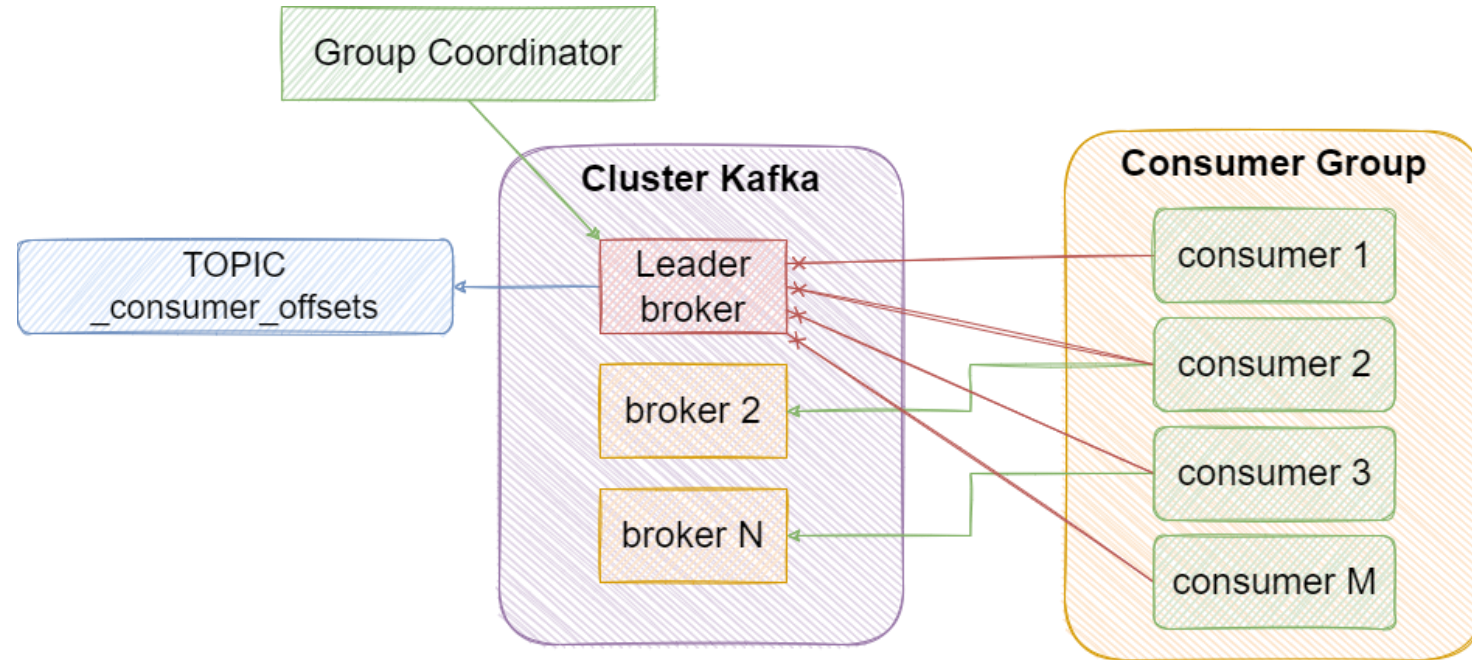 Group Coordinator
Cluster Kafka
Consumer Group
TOPIC
_consumer_offsets
Leader
broker
broker 2
broker N
consumer 1
consumer 2
consumer 3
consumer M